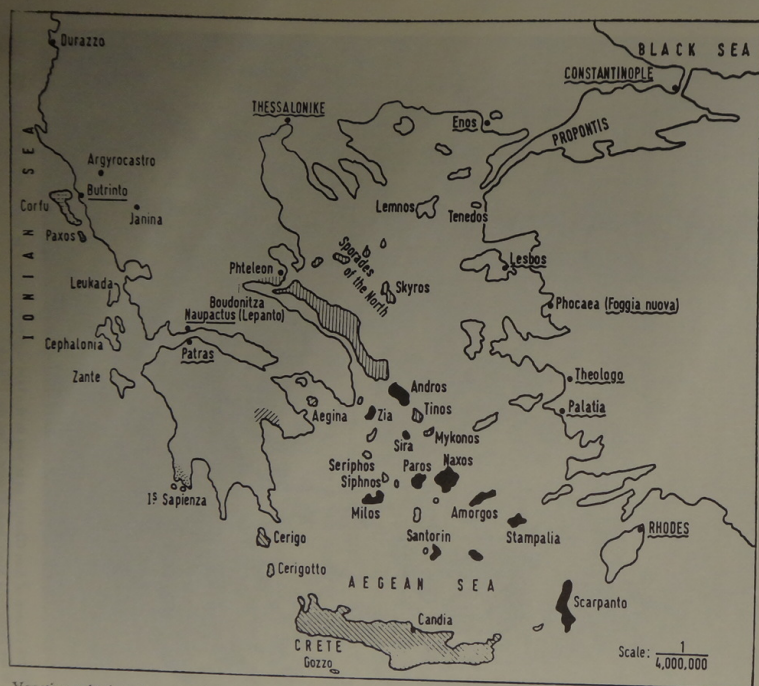 Durazzo
BLACK SEA
CONSTANTINOPLE
THESSALONIKE
Enos
PROPONTIS
IONIAN SEA
Argyrocastro
Butrinto
Corfu
Janina
Paxos
Lemnos
Tenedos
Sporades
of the North
Phteleon
Lesbos
Leukada
Skyros
Boudonitza
Phocaea (Foggia nuova)
Naupactus (Lepanto)
Cephalonia
Patras
Zante
Theologo
Andros
Aegina
Zia
Tinos
Palatia
Sira
Mykonos
Seriphos
Paros
Naxos
Siphnos
Is Sapienza
Milos
Amorgos
Cerigo
Santorin
Stampalia
RHODES
Cerigotto
AEGEAN SEA
Scarpanto
Candia
CRETE
Gozzo
Scale: 1
4,000,000